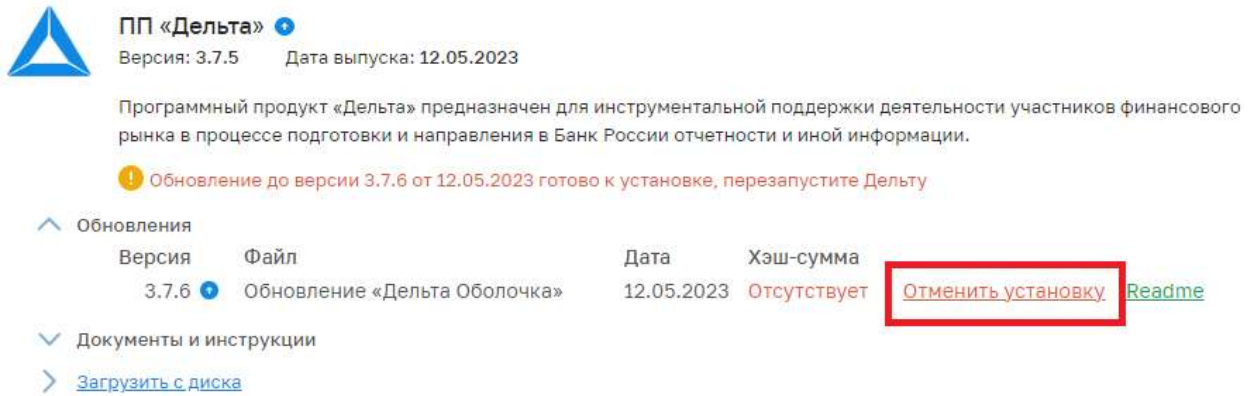 ПП «Дельта»
Версия: 3.7.5 Дата выпуска: 12.05.2023
Программный продукт «Дельта» предназначен для инструментальной поддержки деятельности участников финансового
рынка в процессе подготовки и направления в Банк России отчетности и иной информации.
Обновление до версии 3.7.6 от 12.05.2023 готово к установке, перезапустите Дельту
Обновления
Версия Файл Дата Хэш-сумма
3.7.6 Обновление «Дельта Оболочка» 12.05.2023 Отсутствует Отменить установку Readme
Документы и инструкции
Загрузить с диска